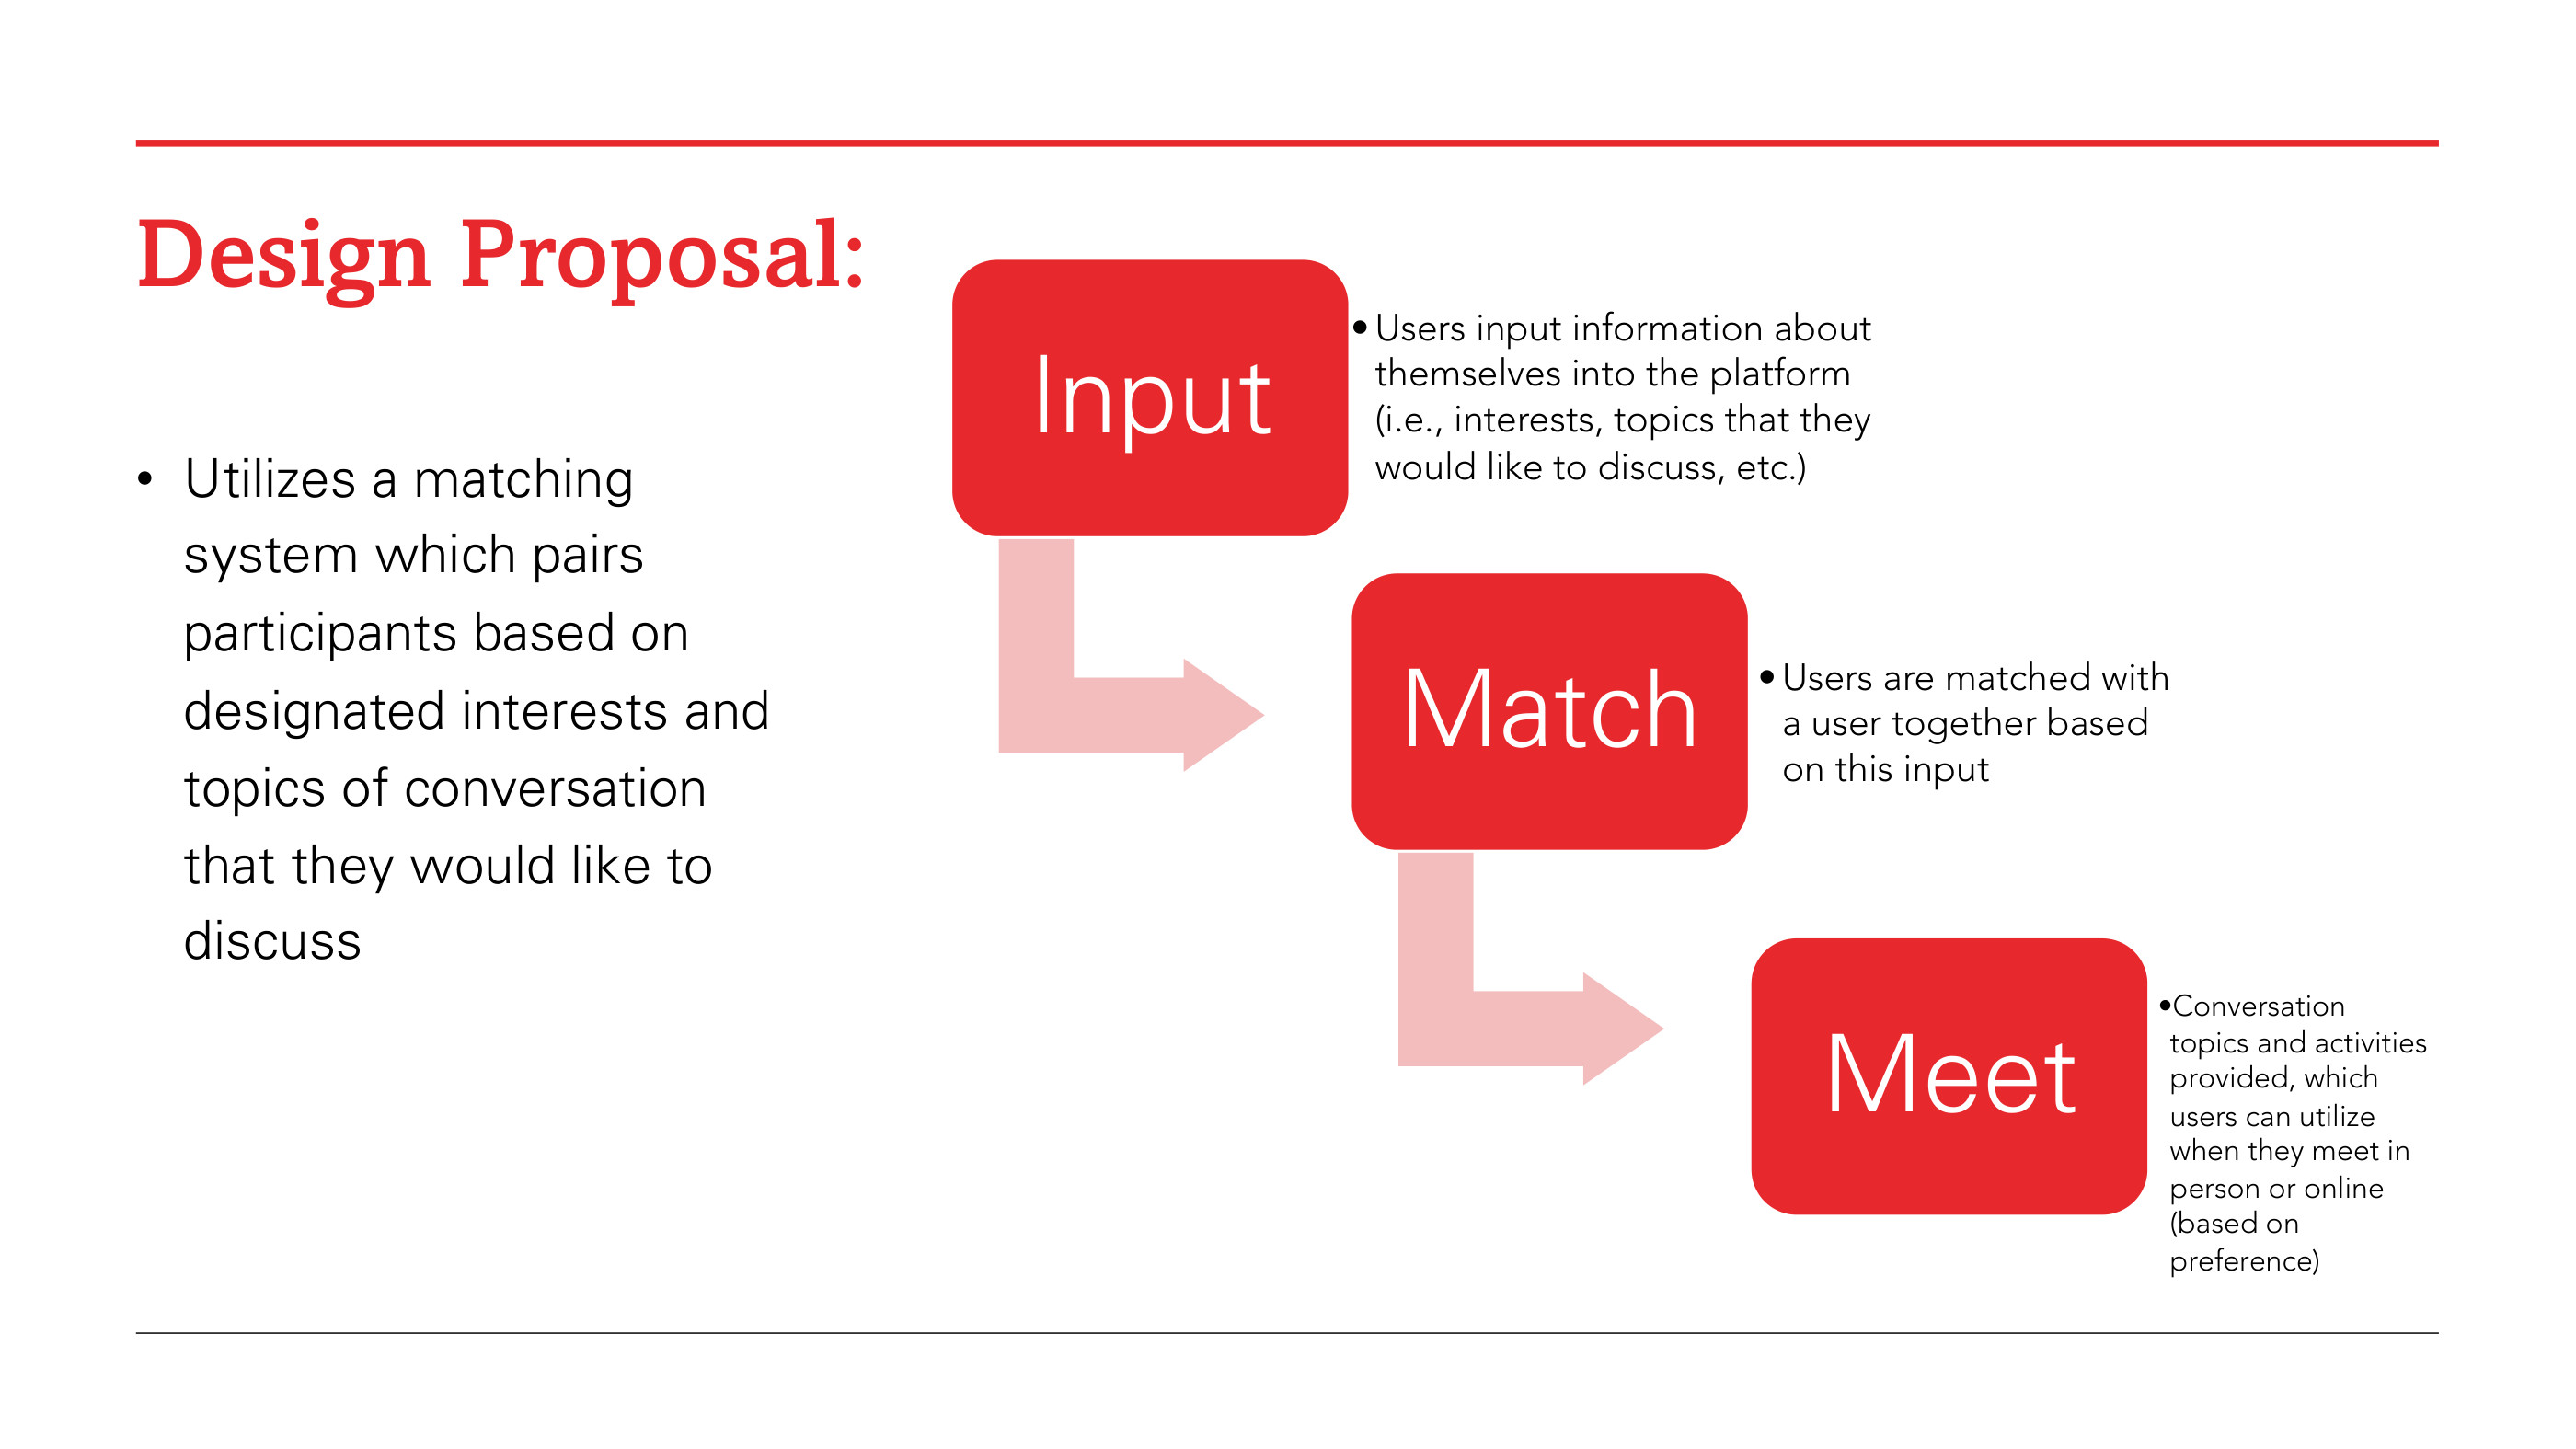 Design Proposal:
• Utilizes a matching
system which pairs
participants based on
designated interests and
topics of conversation
that they would like to
discuss
Input
• Users input information about
themselves into the platform
(i.e., interests, topics that they
would like to discuss, etc.)
Match
• Users are matched with
a user together based
on this input
Meet
•Conversation
topics and activities
provided, which
users can utilize
when they meet in
person or online
(based on
preference)